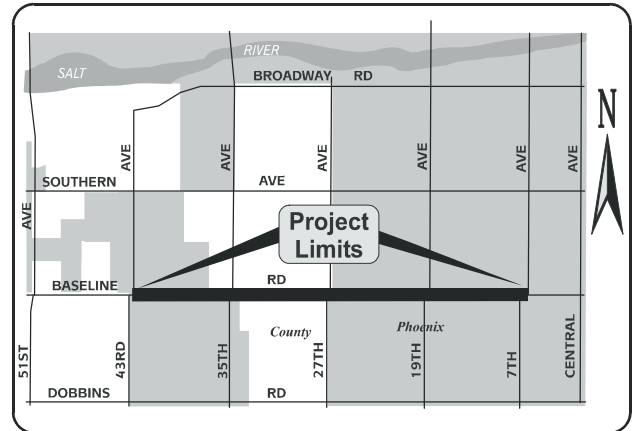 SALT RIVER
BROADWAY RD
N
AVE AVE AVE AVE AVE AVE
SOUTHERN AVE
AVE
Project
Limits
BASELINE RD
County Phoenix
51ST 43RD 35TH 27TH 19TH 7TH CENTRAL
DOBBINS RD